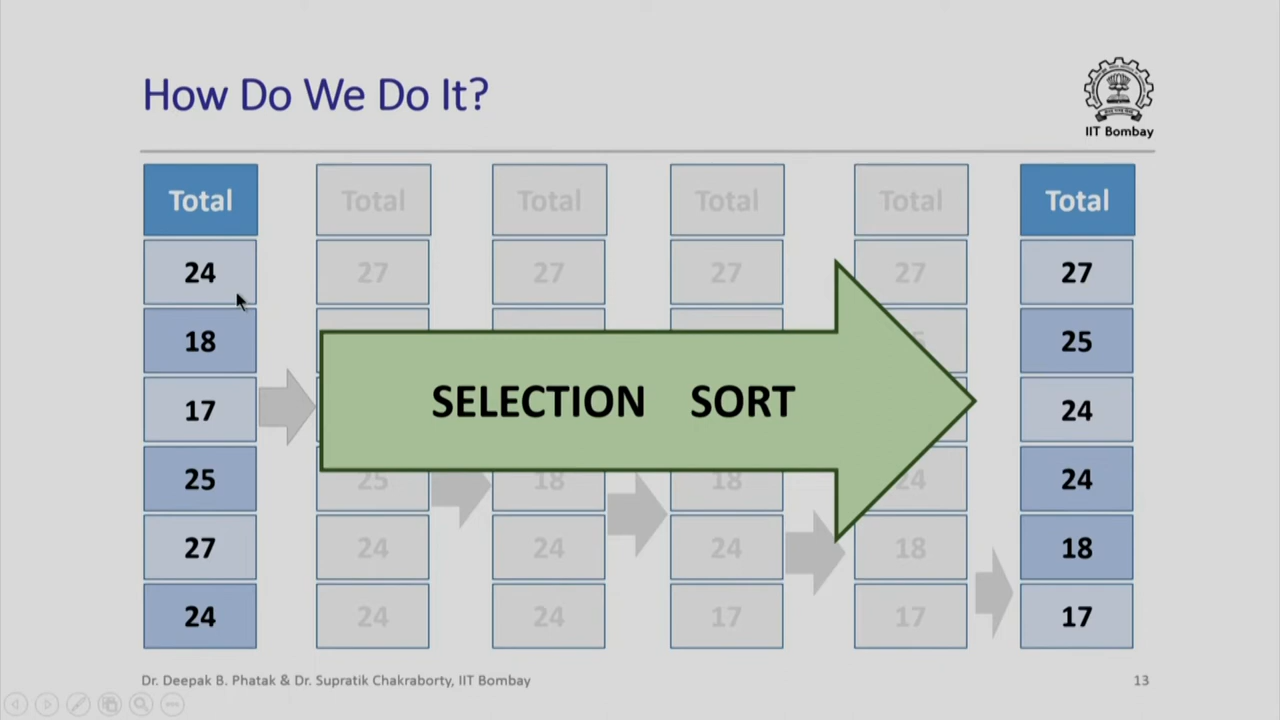 How Do We Do It?
IIT Bombay
Total Total Total Total Total Total
24 27 27 27 27 27
18 25
17 SELECTION SORT 24
25 25 18 18 24 24
27 24 24 24 18 18
24 24 24 17 17 17
Dr. Deepak B. Phatak & Dr. Supratik Chakraborty, IIT Bombay 13